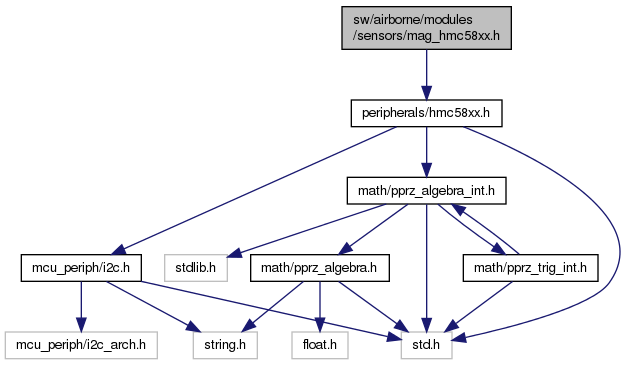 sw/airborne/modules
/sensors/mag_hmc58xx.h
peripherals/hmc58xx.h
math/pprz_algebra_int.h
mcu_periph/i2c.h
stdlib.h
math/pprz_algebra.h
math/pprz_trig_int.h
mcu_periph/i2c_arch.h
string.h
float.h
std.h